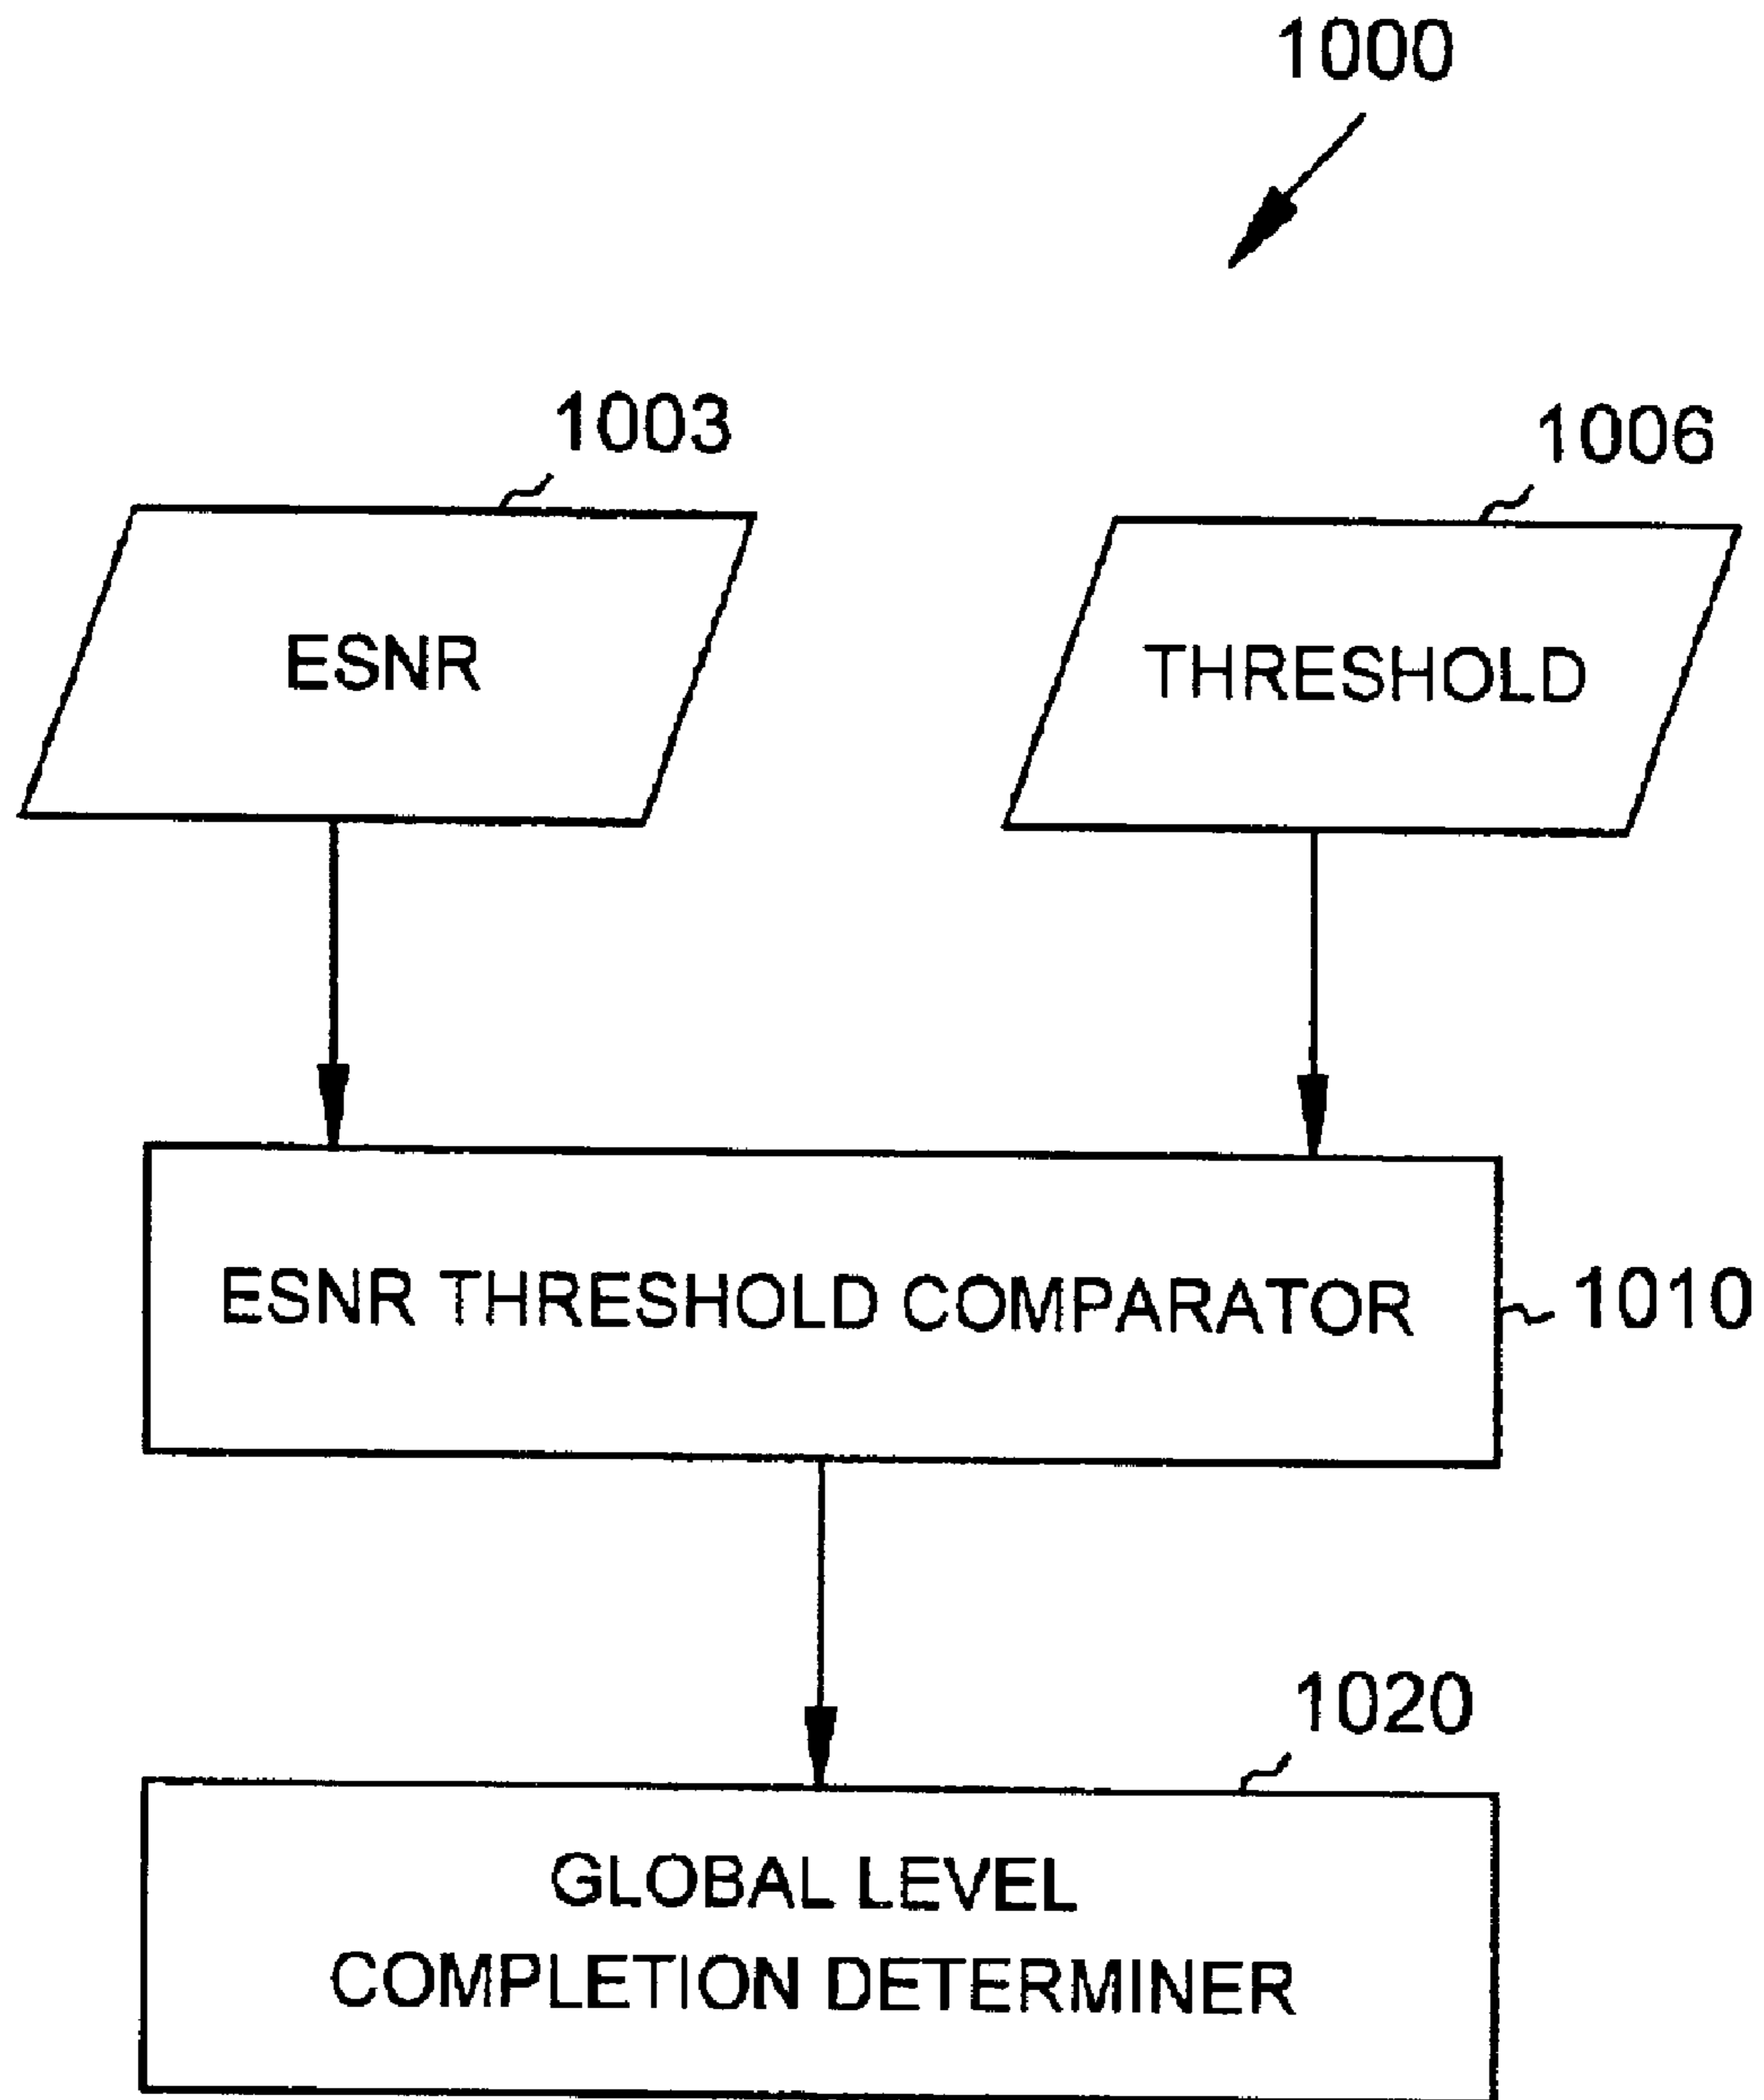 1000
1003
1006
ESNR
THRESHOLD
ESNR THRESHOLD COMPARATOR
1010
1020
GLOBAL LEVEL
COMPLETION DETERMINER